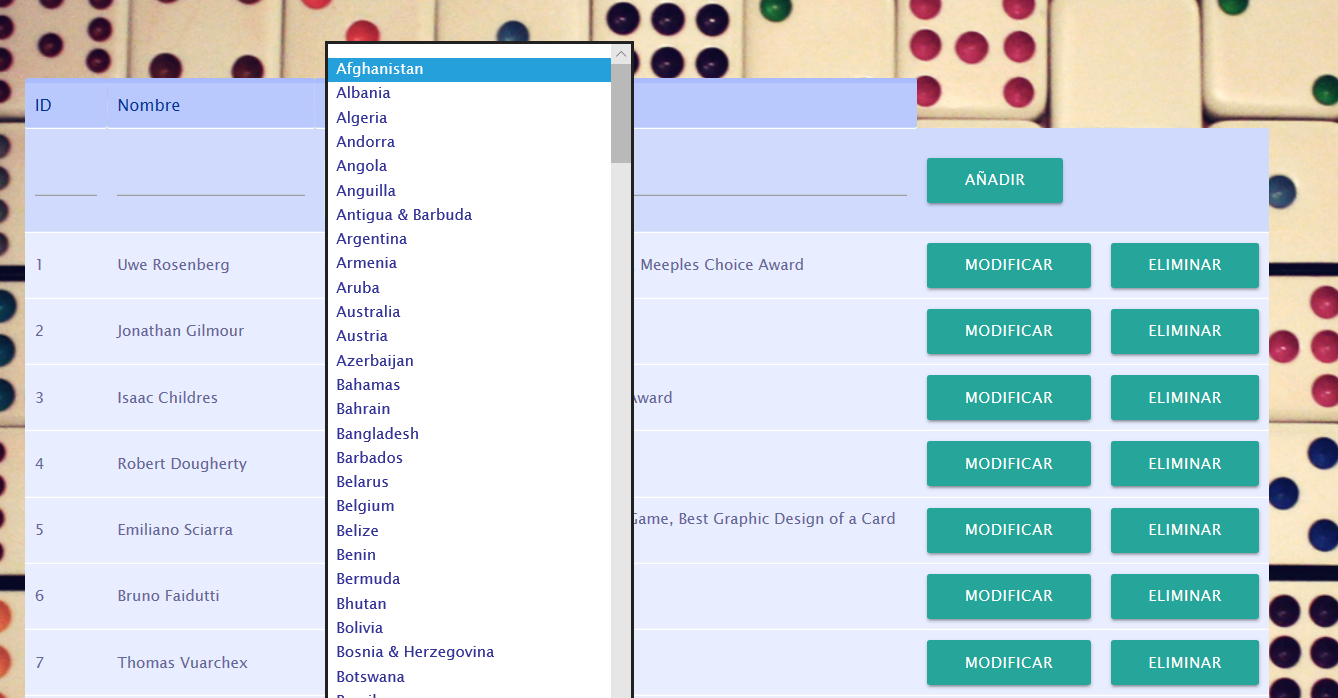 ID Nombre
AÑADIR
1 Uwe Rosenberg Meeples Choice Award MODIFICAR ELIMINAR
2 Jonathan Gilmour MODIFICAR ELIMINAR
3 Isaac Childres Award MODIFICAR ELIMINAR
4 Robert Dougherty MODIFICAR ELIMINAR
5 Emiliano Sciarra Game, Best Graphic Design of a Card MODIFICAR ELIMINAR
6 Bruno Faidutti MODIFICAR ELIMINAR
7 Thomas Vuarchex MODIFICAR ELIMINAR
Afghanistan
Albania
Algeria
Andorra
Angola
Anguilla
Antigua & Barbuda
Argentina
Armenia
Aruba
Australia
Austria
Azerbaijan
Bahamas
Bahrain
Bangladesh
Barbados
Belarus
Belgium
Belize
Benin
Bermuda
Bhutan
Bolivia
Bosnia & Herzegovina
Botswana